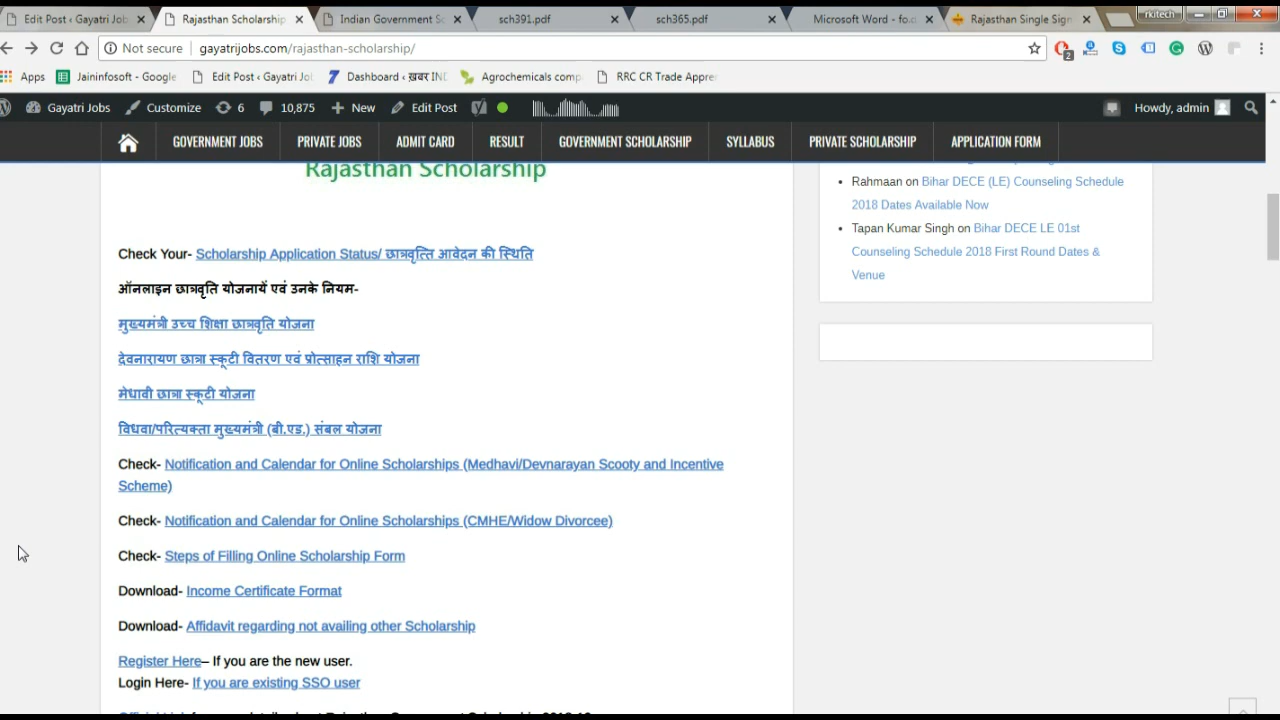 Edit Post ‹ Gayatri Job
Rajasthan Scholarship
Indian Government Sc
sch391.pdf
sch365.pdf
Microsoft Word - fo.d
Rajasthan Single Sign
rkitech
Not secure
gayatrijobs.com/rajasthan-scholarship/
2
Apps
Jaininfosoft - Google
Edit Post ‹ Gayatri Jo
Dashboard ‹ ख़बर IND
Agrochemicals comp
RRC CR Trade Appre
Gayatri Jobs
Customize
6
10,875
New
Edit Post
Howdy, admin
GOVERNMENT JOBS
PRIVATE JOBS
ADMIT CARD
RESULT
GOVERNMENT SCHOLARSHIP
SYLLABUS
PRIVATE SCHOLARSHIP
APPLICATION FORM
Rajasthan Scholarship
Check Your- Scholarship Application Status/ छात्रवृत्ति आवेदन की स्थिति
ऑनलाइन छात्रवृति योजनायें एवं उनके नियम-
मुख्यमंत्री उच्च शिक्षा छात्रवृति योजना
देवनारायण छात्रा स्कूटी वितरण एवं प्रोत्साहन राशि योजना
मेधावी छात्रा स्कूटी योजना
विधवा/परित्यक्ता मुख्यमंत्री (बी.एड.) संबल योजना
Check- Notification and Calendar for Online Scholarships (Medhavi/Devnarayan Scooty and Incentive
Scheme)
Check- Notification and Calendar for Online Scholarships (CMHE/Widow Divorcee)
Check- Steps of Filling Online Scholarship Form
Download- Income Certificate Format
Download- Affidavit regarding not availing other Scholarship
Register Here– If you are the new user.
Login Here- If you are existing SSO user
Rahmaan on Bihar DECE (LE) Counseling Schedule
2018 Dates Available Now
Tapan Kumar Singh on Bihar DECE LE 01st
Counseling Schedule 2018 First Round Dates &
Venue